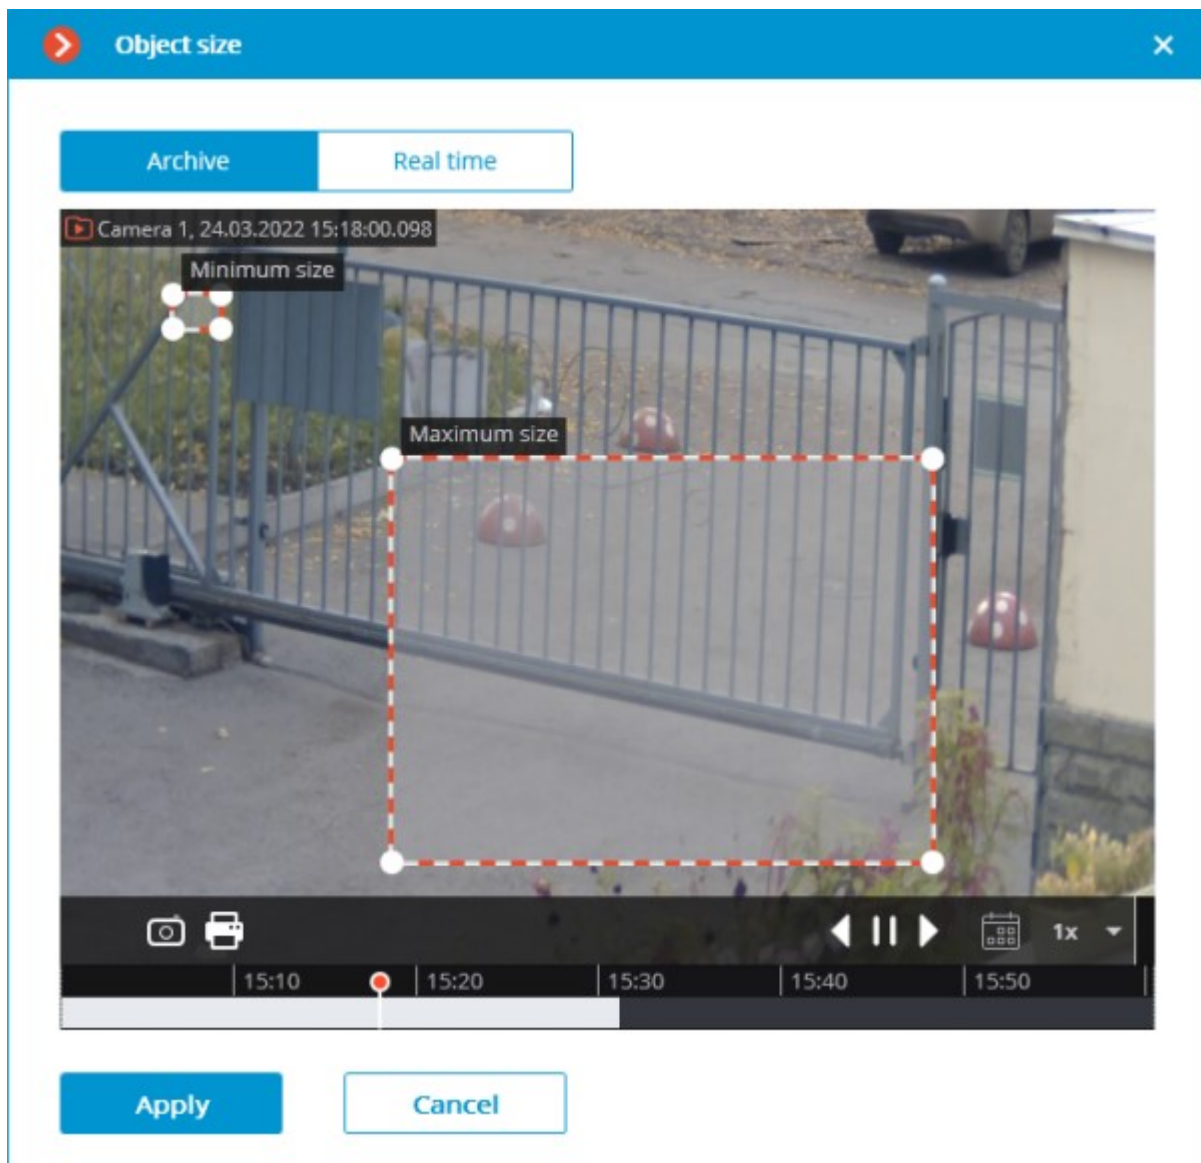 Object size
Archive
Real time
Camera 1, 24.03.2022 15:18:00.098
Minimum size
Maximum size
1x
15:10
15:20
15:30
15:40
15:50
Apply
Cancel